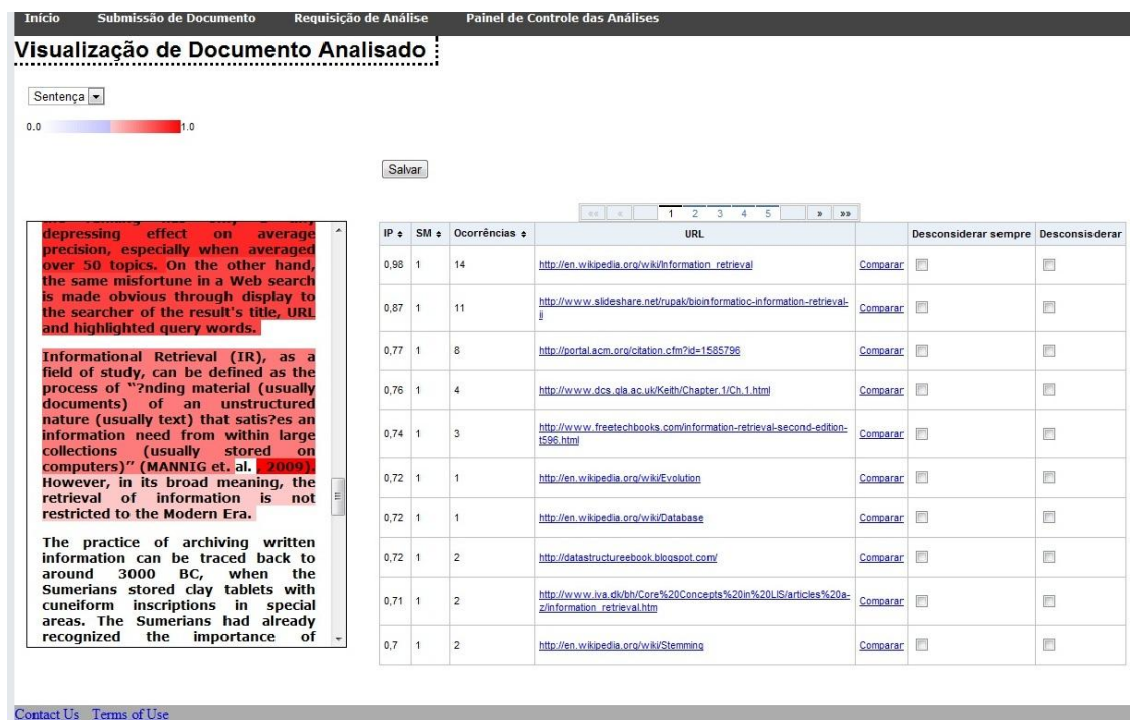 Início Submissão de Documento Requisição de Análise Painel de Controle das Análises
Visualização de Documento Analisado
Sentença
0.0 1.0
Salvar
«« « 1 2 3 4 5 » »»
depressing effect on average
precision, especially when averaged
over 50 topics. On the other hand,
the same misfortune in a Web search
is made obvious through display to
the searcher of the result's title, URL
and highlighted query words.
Informational Retrieval (IR), as a
field of study, can be defined as the
process of "?nding material (usually
documents) of an unstructured
nature (usually text) that satis?es an
information need from within large
collections (usually stored on
computers)" (MANNIG et. al. , 2009).
However, in its broad meaning, the
retrieval of information is not
restricted to the Modern Era.
The practice of archiving written
information can be traced back to
around 3000 BC, when the
Sumerians stored clay tablets with
cuneiform inscriptions in special
areas. The Sumerians had already
recognized the importance of
IP SM Ocorrências URL Desconsiderar sempre Desconsisderar
0,98 1 14 http://en.wikipedia.org/wiki/Information_retrieval Comparar
0,87 1 11 http://www.slideshare.net/rupak/bioinformatioc-information-retrieval-
ii Comparar
0,77 1 8 http://portal.acm.org/citation.cfm?id=1585796 Comparar
0,76 1 4 http://www.dcs.gla.ac.uk/Keith/Chapter.1/Ch.1.html Comparar
0,74 1 3 http://www.freetechbooks.com/information-retrieval-second-edition-
t596.html Comparar
0,72 1 1 http://en.wikipedia.org/wiki/Evolution Comparar
0,72 1 1 http://en.wikipedia.org/wiki/Database Comparar
0,72 1 2 http://datastructureebook.blogspot.com/ Comparar
0,71 1 2 http://www.iva.dk/bh/Core%20Concepts%20in%20LIS/articles%20a-
z/information_retrieval.htm Comparar
0,7 1 2 http://en.wikipedia.org/wiki/Stemming Comparar
Contact Us Terms of Use